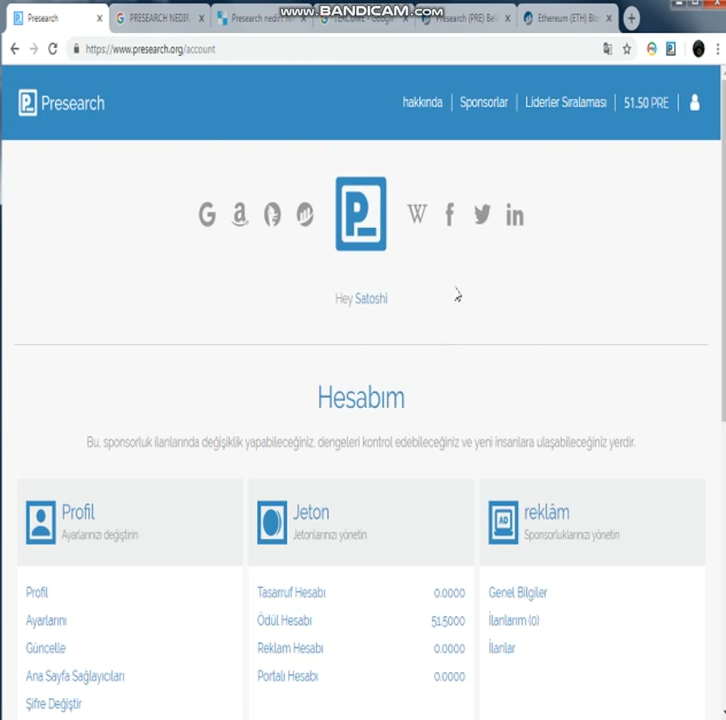 www.BANDICAM.com
Presearch
PRESEARCH NEDİR
Presearch nedir?
Presearch (PRE)
Ethereum (ETH)
https://www.presearch.org/account
Presearch
hakkında
Sponsorlar
Liderler Sıralaması
51.50 PRE
Hey Satoshi
Hesabım
Bu, sponsorluk ilanlarında değişiklik yapabileceğiniz, dengeleri kontrol edebileceğiniz ve yeni insanlara ulaşabileceğiniz yerdir.
Profil
Ayarlarınızı değiştirin
Profil
Ayarlarını
Güncelle
Ana Sayfa Sağlayıcıları
Şifre Değiştir
Jeton
Jetonlarınızı yönetin
Tasarruf Hesabı 0.0000
Ödül Hesabı 51.5000
Reklam Hesabı 0.0000
Portalı Hesabı 0.0000
AD
reklâm
Sponsorluklarınızı yönetin
Genel Bilgiler
İlanlarım (0)
İlanlar